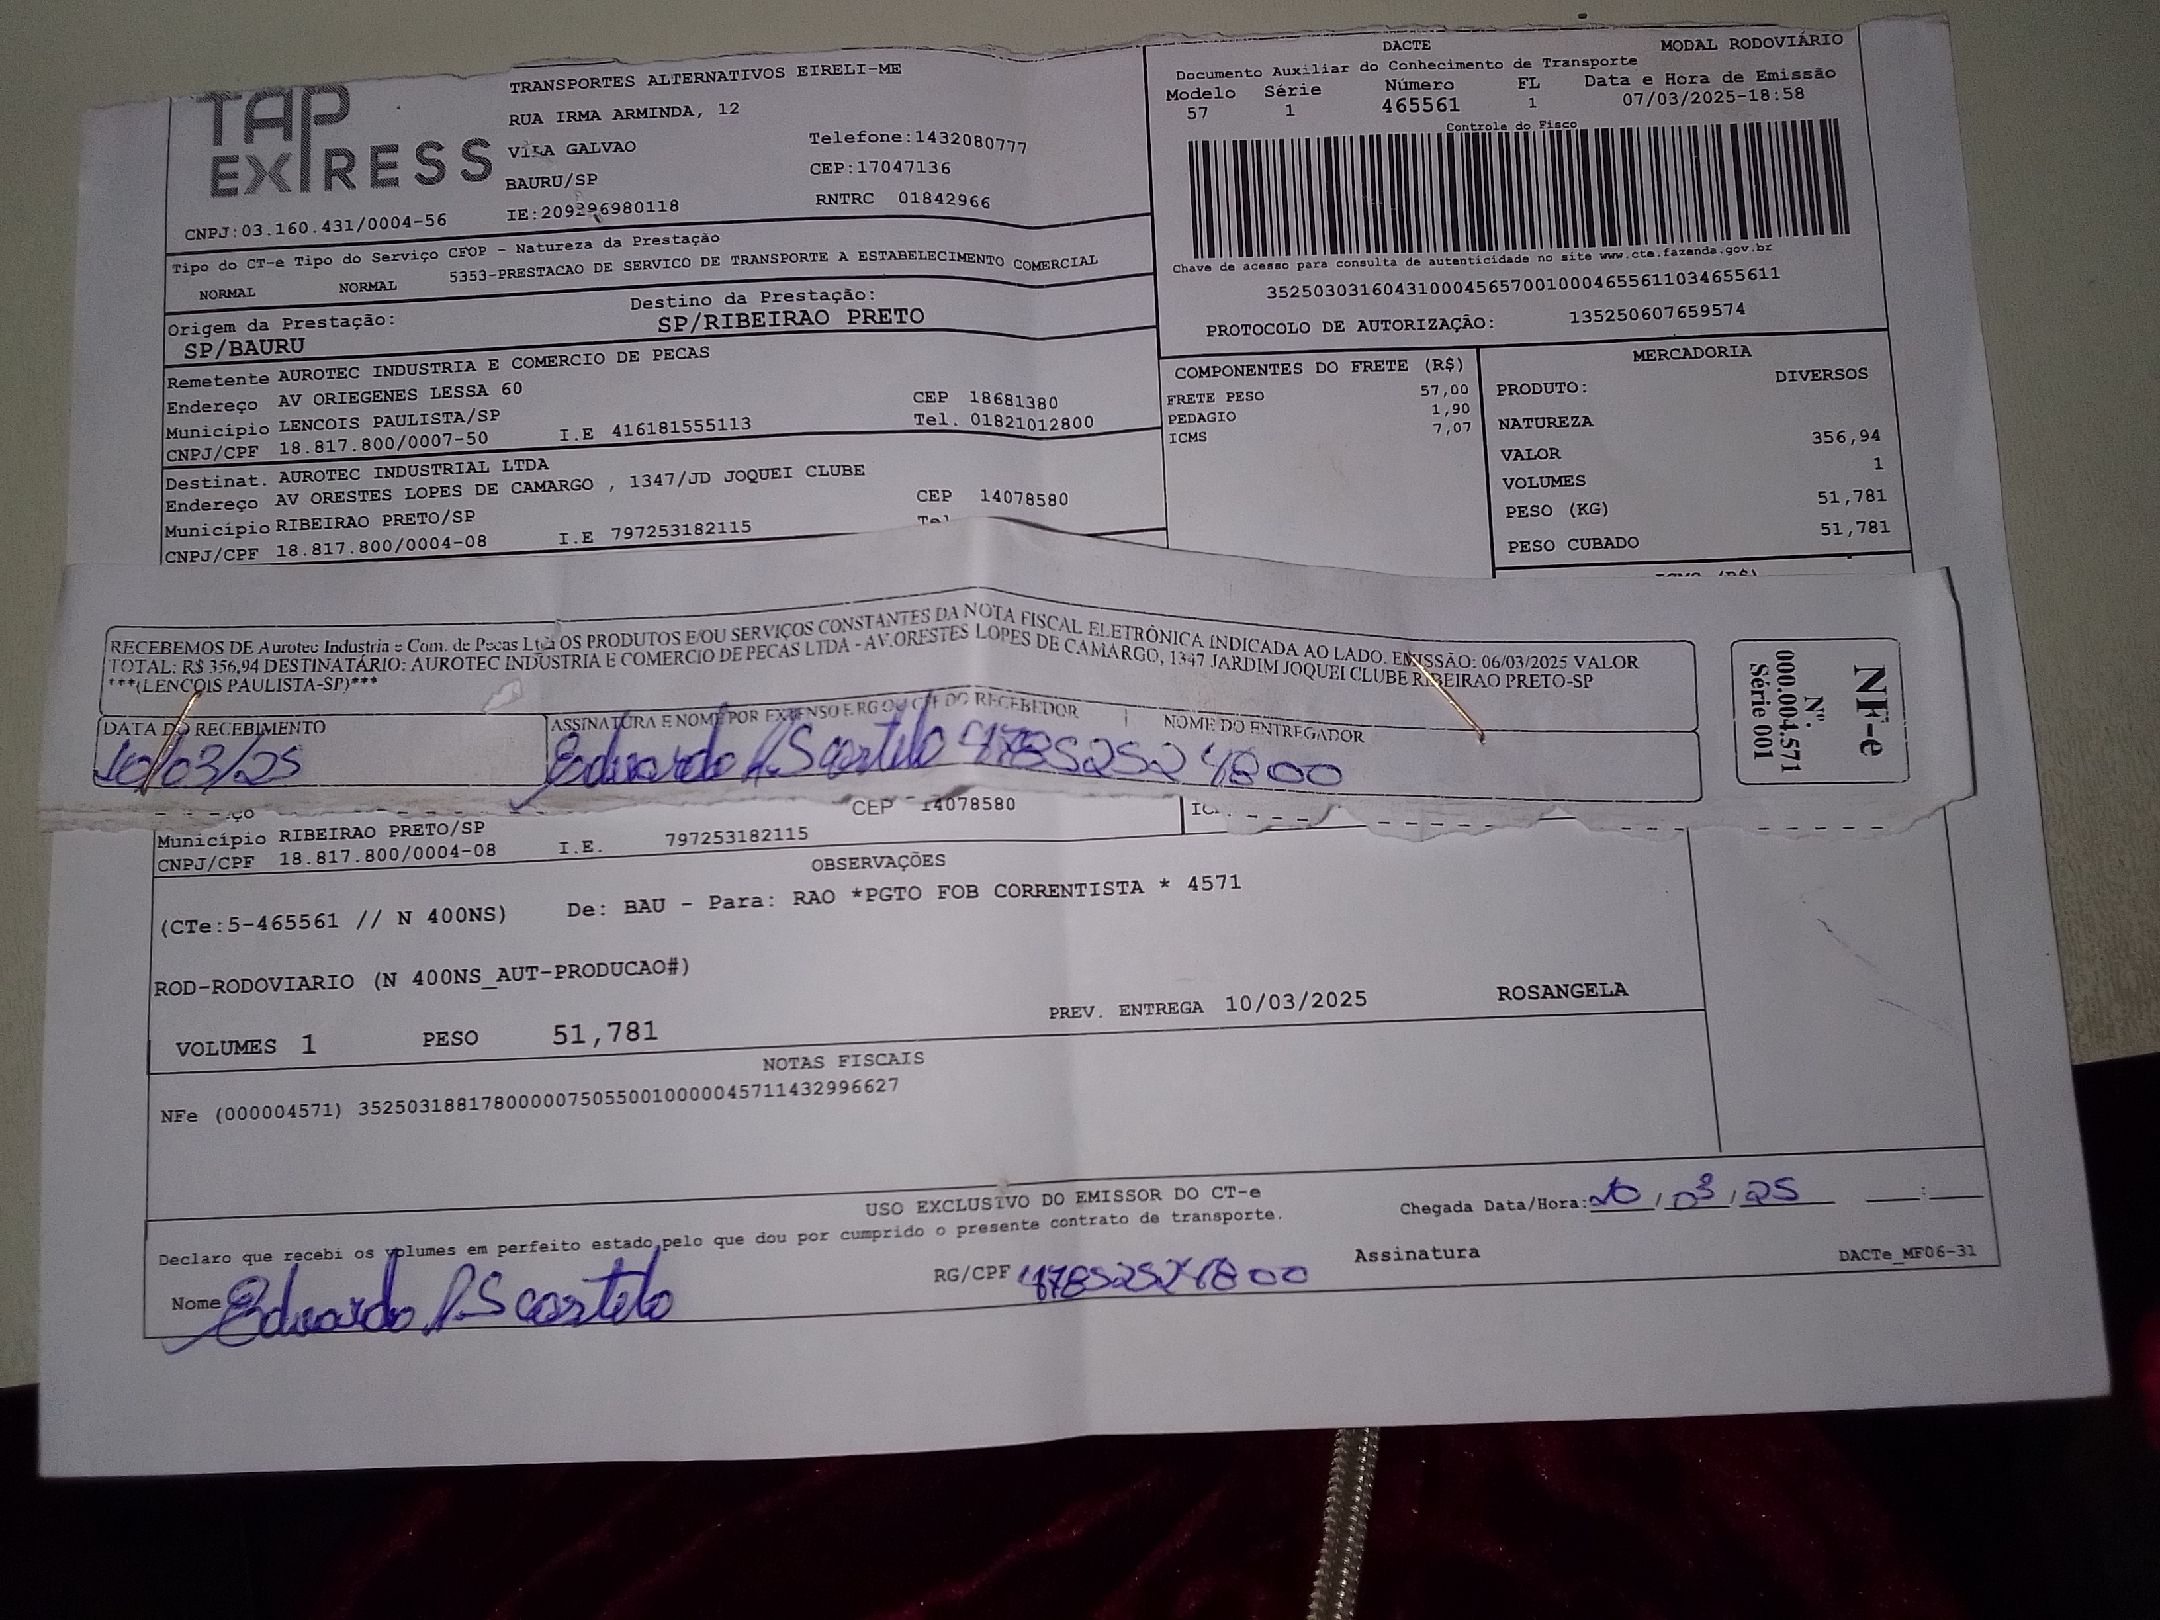 TAP EXPRESS
TRANSPORTES ALTERNATIVOS EIRELI-ME
RUA IRMA ARMINDA, 12
VILA GALVAO
Telefone:1432080777
BAURU/SP
CEP:17047136
CNPJ:03.160.431/0004-56
IE:209296980118
RNTRC 01842966
DACTE
MODAL RODOVIÁRIO
Documento Auxiliar do Conhecimento de Transporte
Modelo Série Número FL Data e Hora de Emissão
57 1 465561 1 07/03/2025-18:58
Controle do Fisco
Chave de acesso para consulta de autenticidade no site www.cte.fazenda.gov.br
35250303160431000456570010004655611034655611
PROTOCOLO DE AUTORIZAÇÃO: 135250607659574
Tipo do CT-e Tipo do Serviço CFOP - Natureza da Prestação
NORMAL NORMAL 5353-PRESTACAO DE SERVICO DE TRANSPORTE A ESTABELECIMENTO COMERCIAL
Origem da Prestação: Destino da Prestação:
SP/BAURU SP/RIBEIRAO PRETO
Remetente AUROTEC INDUSTRIA E COMERCIO DE PECAS
Endereço AV ORIEGENES LESSA 60
CEP 18681380
Município LENCOIS PAULISTA/SP
Tel. 01821012800
CNPJ/CPF 18.817.800/0007-50 I.E 416181555113
Destinat. AUROTEC INDUSTRIAL LTDA
Endereço AV ORESTES LOPES DE CAMARGO , 1347/JD JOQUEI CLUBE
CEP 14078580
Município RIBEIRAO PRETO/SP
Tel
CNPJ/CPF 18.817.800/0004-08 I.E 797253182115
COMPONENTES DO FRETE (R$)
FRETE PESO 57,00
PEDAGIO 1,90
ICMS 7,07
MERCADORIA
PRODUTO: DIVERSOS
NATUREZA
VALOR 356,94
VOLUMES 1
PESO (KG) 51,781
PESO CUBADO 51,781
RECEBEMOS DE Aurotec Industria e Com. de Pecas Ltda OS PRODUTOS E/OU SERVIÇOS CONSTANTES DA NOTA FISCAL ELETRÔNICA INDICADA AO LADO. EMISSÃO: 06/03/2025 VALOR
TOTAL: R$ 356,94 DESTINATÁRIO: AUROTEC INDUSTRIA E COMERCIO DE PECAS LTDA - AV.ORESTES LOPES DE CAMARGO, 1347 JARDIM JOQUEI CLUBE RIBEIRAO PRETO-SP
***(LENCOIS PAULISTA-SP)***
DATA DO RECEBIMENTO
10/03/25
ASSINATURA E NOME POR EXTENSO E RG OU CPF DO RECEBEDOR
NOME DO ENTREGADOR
Eduardo P.S castelo 47852524800
NF-e
Nº.
000.004.571
Série 001
CEP 14078580
Município RIBEIRAO PRETO/SP
CNPJ/CPF 18.817.800/0004-08 I.E. 797253182115
OBSERVAÇÕES
(CTe:5-465561 // N 400NS) De: BAU - Para: RAO *PGTO FOB CORRENTISTA * 4571
ROD-RODOVIARIO (N 400NS_AUT-PRODUCAO#)
VOLUMES 1 PESO 51,781 PREV. ENTREGA 10/03/2025 ROSANGELA
NOTAS FISCAIS
NFe (000004571) 35250318817800000750550010000045711432996627
USO EXCLUSIVO DO EMISSOR DO CT-e
Declaro que recebi os volumes em perfeito estado pelo que dou por cumprido o presente contrato de transporte.
Chegada Data/Hora: 10/03/25 __:__
Nome Eduardo P.S castelo RG/CPF 47852524800 Assinatura
DACTe_MF06-31